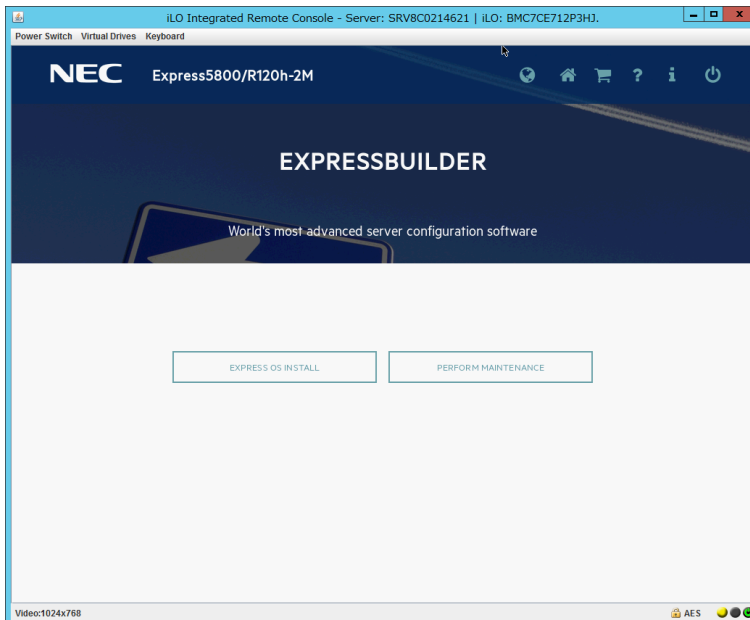 iLO Integrated Remote Console - Server: SRV8C0214621 | iLO: BMC7CE712P3HJ.
Power Switch Virtual Drives Keyboard
NEC Express5800/R120h-2M
EXPRESSBUILDER
World's most advanced server configuration software
EXPRESS OS INSTALL PERFORM MAINTENANCE
Video:1024x768 AES